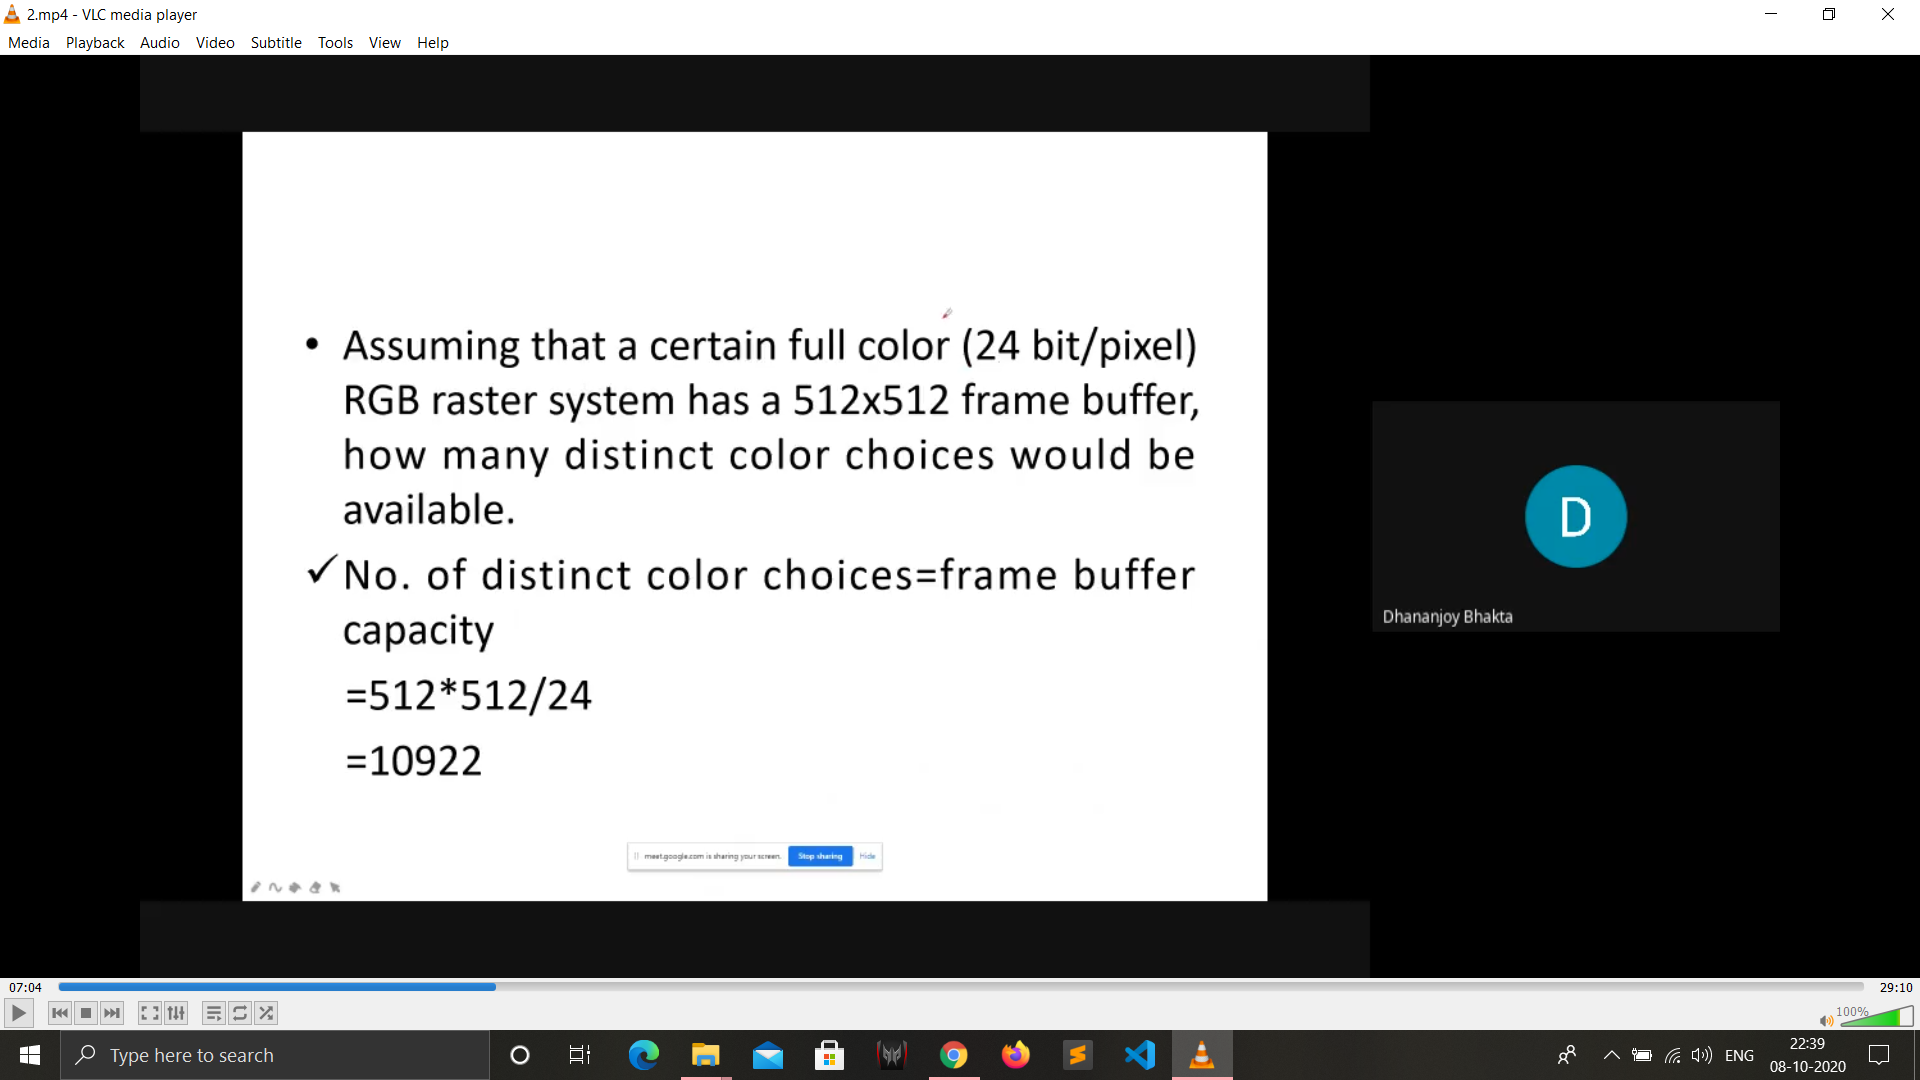 2.mp4 - VLC media player
Media Playback Audio Video Subtitle Tools View Help
• Assuming that a certain full color (24 bit/pixel)
RGB raster system has a 512x512 frame buffer,
how many distinct color choices would be
available.
✓No. of distinct color choices=frame buffer
capacity
=512*512/24
=10922
D
Dhananjoy Bhakta
meet.google.com is sharing your screen. Stop sharing Hide
07:04 29:10
100%
Type here to search
ENG
22:39
08-10-2020